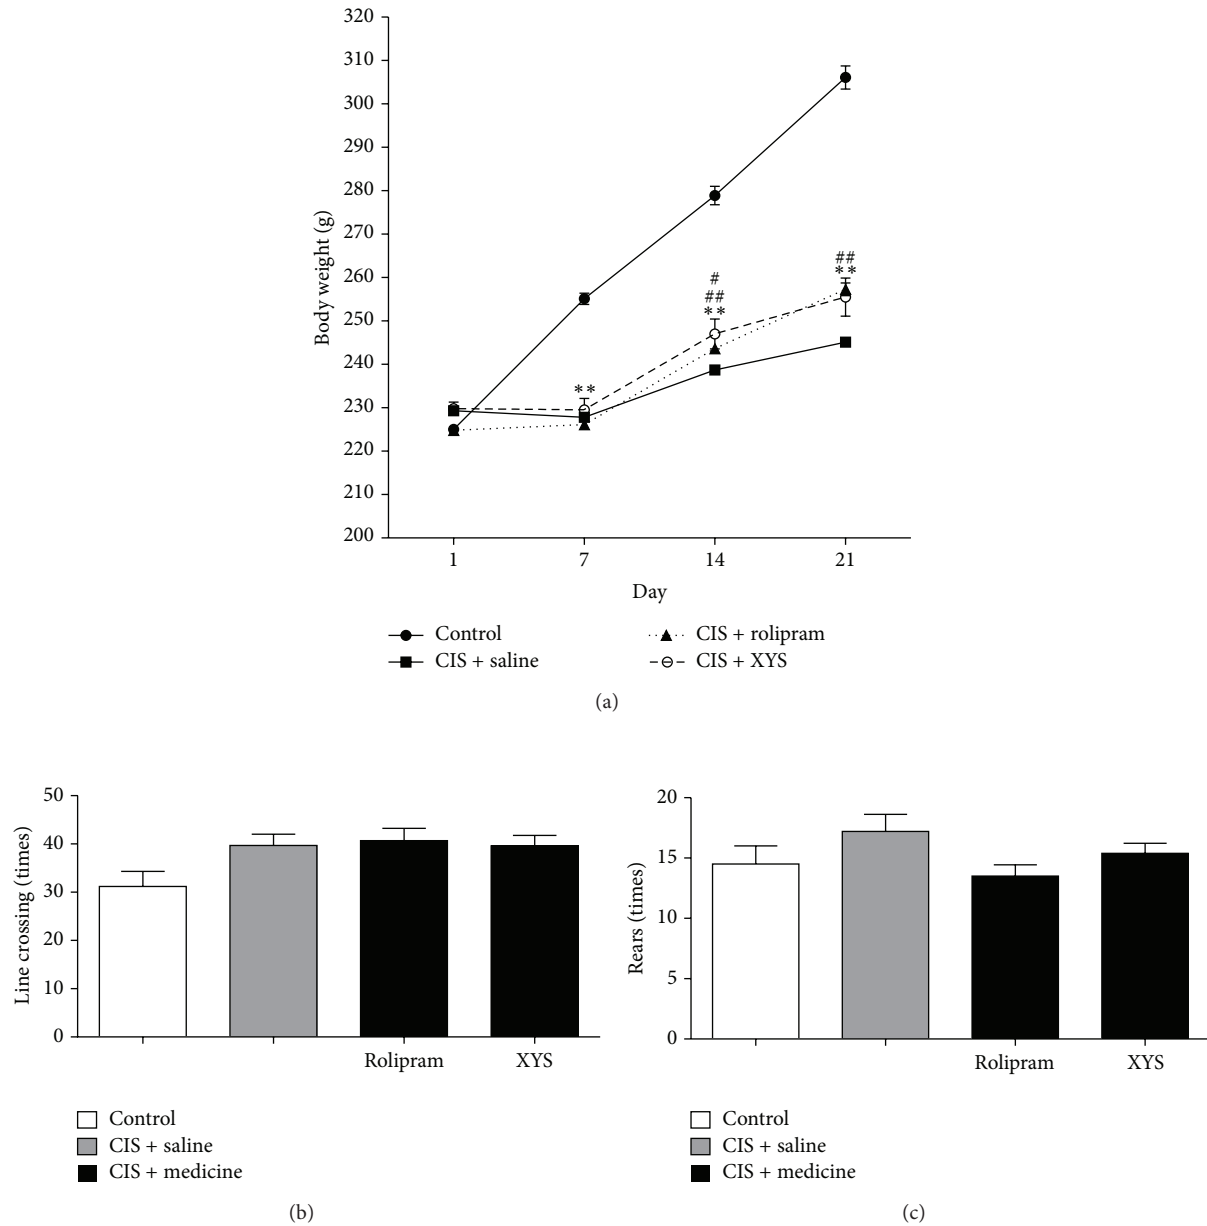 320
310
300
290
280
270
260
250
240
230
220
210
200
Body weight (g)
**
#
##
**
##
**
1 7 14 21
Day
Control
CIS + saline
CIS + rolipram
CIS + XYS
(a)
50
40
30
20
10
0
Line crossing (times)
Rolipram XYS
Control
CIS + saline
CIS + medicine
(b)
20
15
10
5
0
Rears (times)
Rolipram XYS
Control
CIS + saline
CIS + medicine
(c)